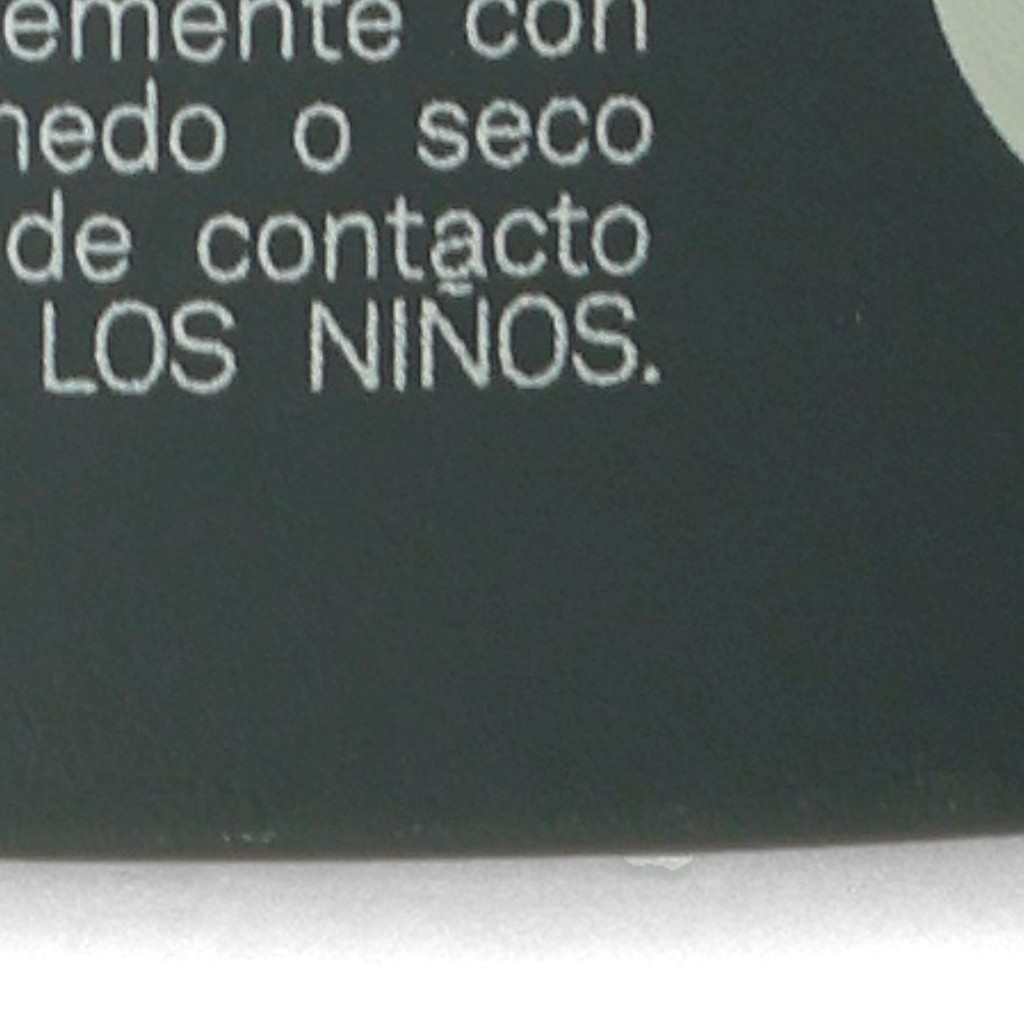 emente con
medo o seco
de contacto
LOS NIÑOS.